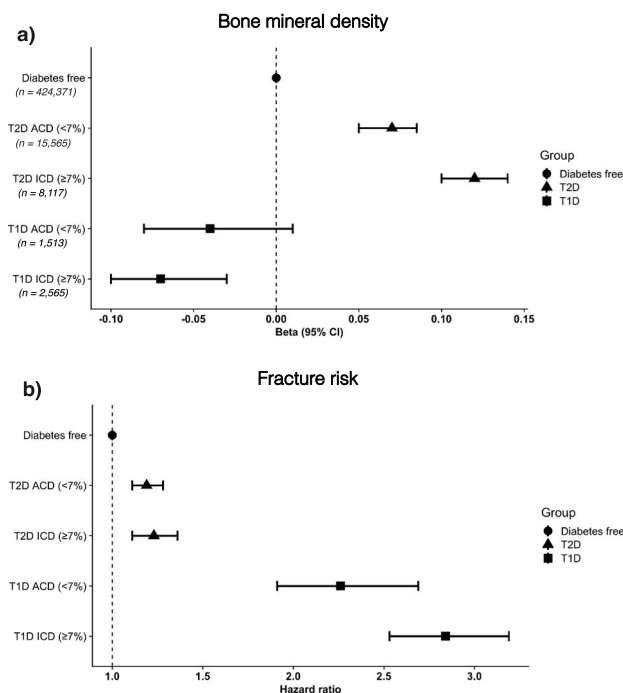 a)
Bone mineral density
Diabetes free
(n = 424,371)
T2D ACD (<7%)
(n = 15,565)
T2D ICD (≥7%)
(n = 8,117)
T1D ACD (<7%)
(n = 1,513)
T1D ICD (≥7%)
(n = 2,565)
-0.10 -0.05 0.00 0.05 0.10 0.15
Beta (95% CI)
Group
Diabetes free
T2D
T1D
b)
Fracture risk
Diabetes free
T2D ACD (<7%)
T2D ICD (≥7%)
T1D ACD (<7%)
T1D ICD (≥7%)
1.0 1.5 2.0 2.5 3.0
Hazard ratio
Group
Diabetes free
T2D
T1D